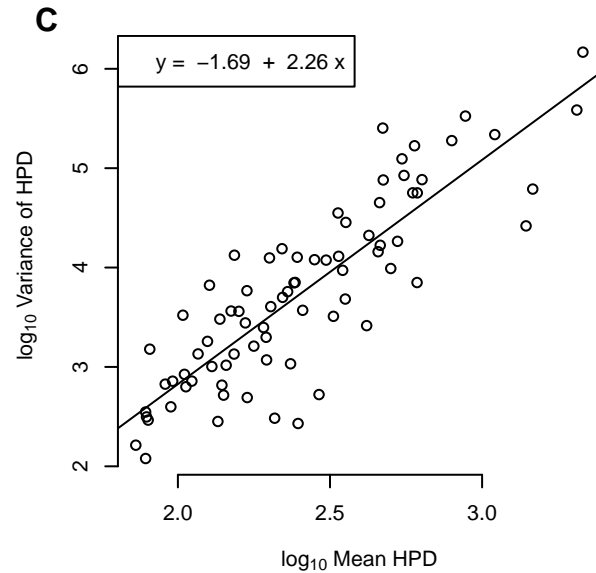 C
y = −1.69 + 2.26 x
log₁₀ Variance of HPD
6
5
4
3
2
2.0 2.5 3.0
log₁₀ Mean HPD